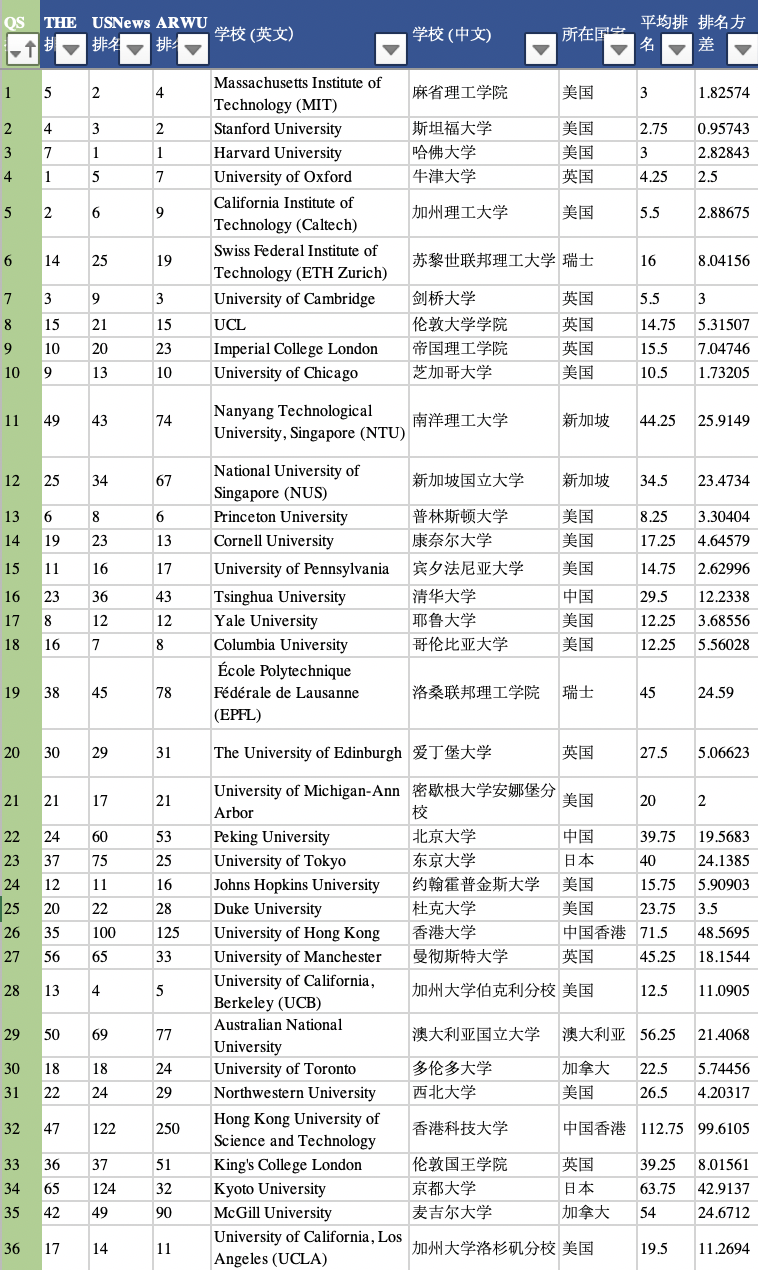 QS THE USNews ARWU 学校 (英文) 学校 (中文) 所在国家 平均排名 排名方差
排 排名 排名
1 5 2 4 Massachusetts Institute of Technology (MIT) 麻省理工学院 美国 3 1.82574
2 4 3 2 Stanford University 斯坦福大学 美国 2.75 0.95743
3 7 1 1 Harvard University 哈佛大学 美国 3 2.82843
4 1 5 7 University of Oxford 牛津大学 英国 4.25 2.5
5 2 6 9 California Institute of Technology (Caltech) 加州理工大学 美国 5.5 2.88675
6 14 25 19 Swiss Federal Institute of Technology (ETH Zurich) 苏黎世联邦理工大学 瑞士 16 8.04156
7 3 9 3 University of Cambridge 剑桥大学 英国 5.5 3
8 15 21 15 UCL 伦敦大学学院 英国 14.75 5.31507
9 10 20 23 Imperial College London 帝国理工学院 英国 15.5 7.04746
10 9 13 10 University of Chicago 芝加哥大学 美国 10.5 1.73205
11 49 43 74 Nanyang Technological University, Singapore (NTU) 南洋理工大学 新加坡 44.25 25.9149
12 25 34 67 National University of Singapore (NUS) 新加坡国立大学 新加坡 34.5 23.4734
13 6 8 6 Princeton University 普林斯顿大学 美国 8.25 3.30404
14 19 23 13 Cornell University 康奈尔大学 美国 17.25 4.64579
15 11 16 17 University of Pennsylvania 宾夕法尼亚大学 美国 14.75 2.62996
16 23 36 43 Tsinghua University 清华大学 中国 29.5 12.2338
17 8 12 12 Yale University 耶鲁大学 美国 12.25 3.68556
18 16 7 8 Columbia University 哥伦比亚大学 美国 12.25 5.56028
19 38 45 78 École Polytechnique Fédérale de Lausanne (EPFL) 洛桑联邦理工学院 瑞士 45 24.59
20 30 29 31 The University of Edinburgh 爱丁堡大学 英国 27.5 5.06623
21 21 17 21 University of Michigan-Ann Arbor 密歇根大学安娜堡分校 美国 20 2
22 24 60 53 Peking University 北京大学 中国 39.75 19.5683
23 37 75 25 University of Tokyo 东京大学 日本 40 24.1385
24 12 11 16 Johns Hopkins University 约翰霍普金斯大学 美国 15.75 5.90903
25 20 22 28 Duke University 杜克大学 美国 23.75 3.5
26 35 100 125 University of Hong Kong 香港大学 中国香港 71.5 48.5695
27 56 65 33 University of Manchester 曼彻斯特大学 英国 45.25 18.1544
28 13 4 5 University of California, Berkeley (UCB) 加州大学伯克利分校 美国 12.5 11.0905
29 50 69 77 Australian National University 澳大利亚国立大学 澳大利亚 56.25 21.4068
30 18 18 24 University of Toronto 多伦多大学 加拿大 22.5 5.74456
31 22 24 29 Northwestern University 西北大学 美国 26.5 4.20317
32 47 122 250 Hong Kong University of Science and Technology 香港科技大学 中国香港 112.75 99.6105
33 36 37 51 King's College London 伦敦国王学院 英国 39.25 8.01561
34 65 124 32 Kyoto University 京都大学 日本 63.75 42.9137
35 42 49 90 McGill University 麦吉尔大学 加拿大 54 24.6712
36 17 14 11 University of California, Los Angeles (UCLA) 加州大学洛杉矶分校 美国 19.5 11.2694